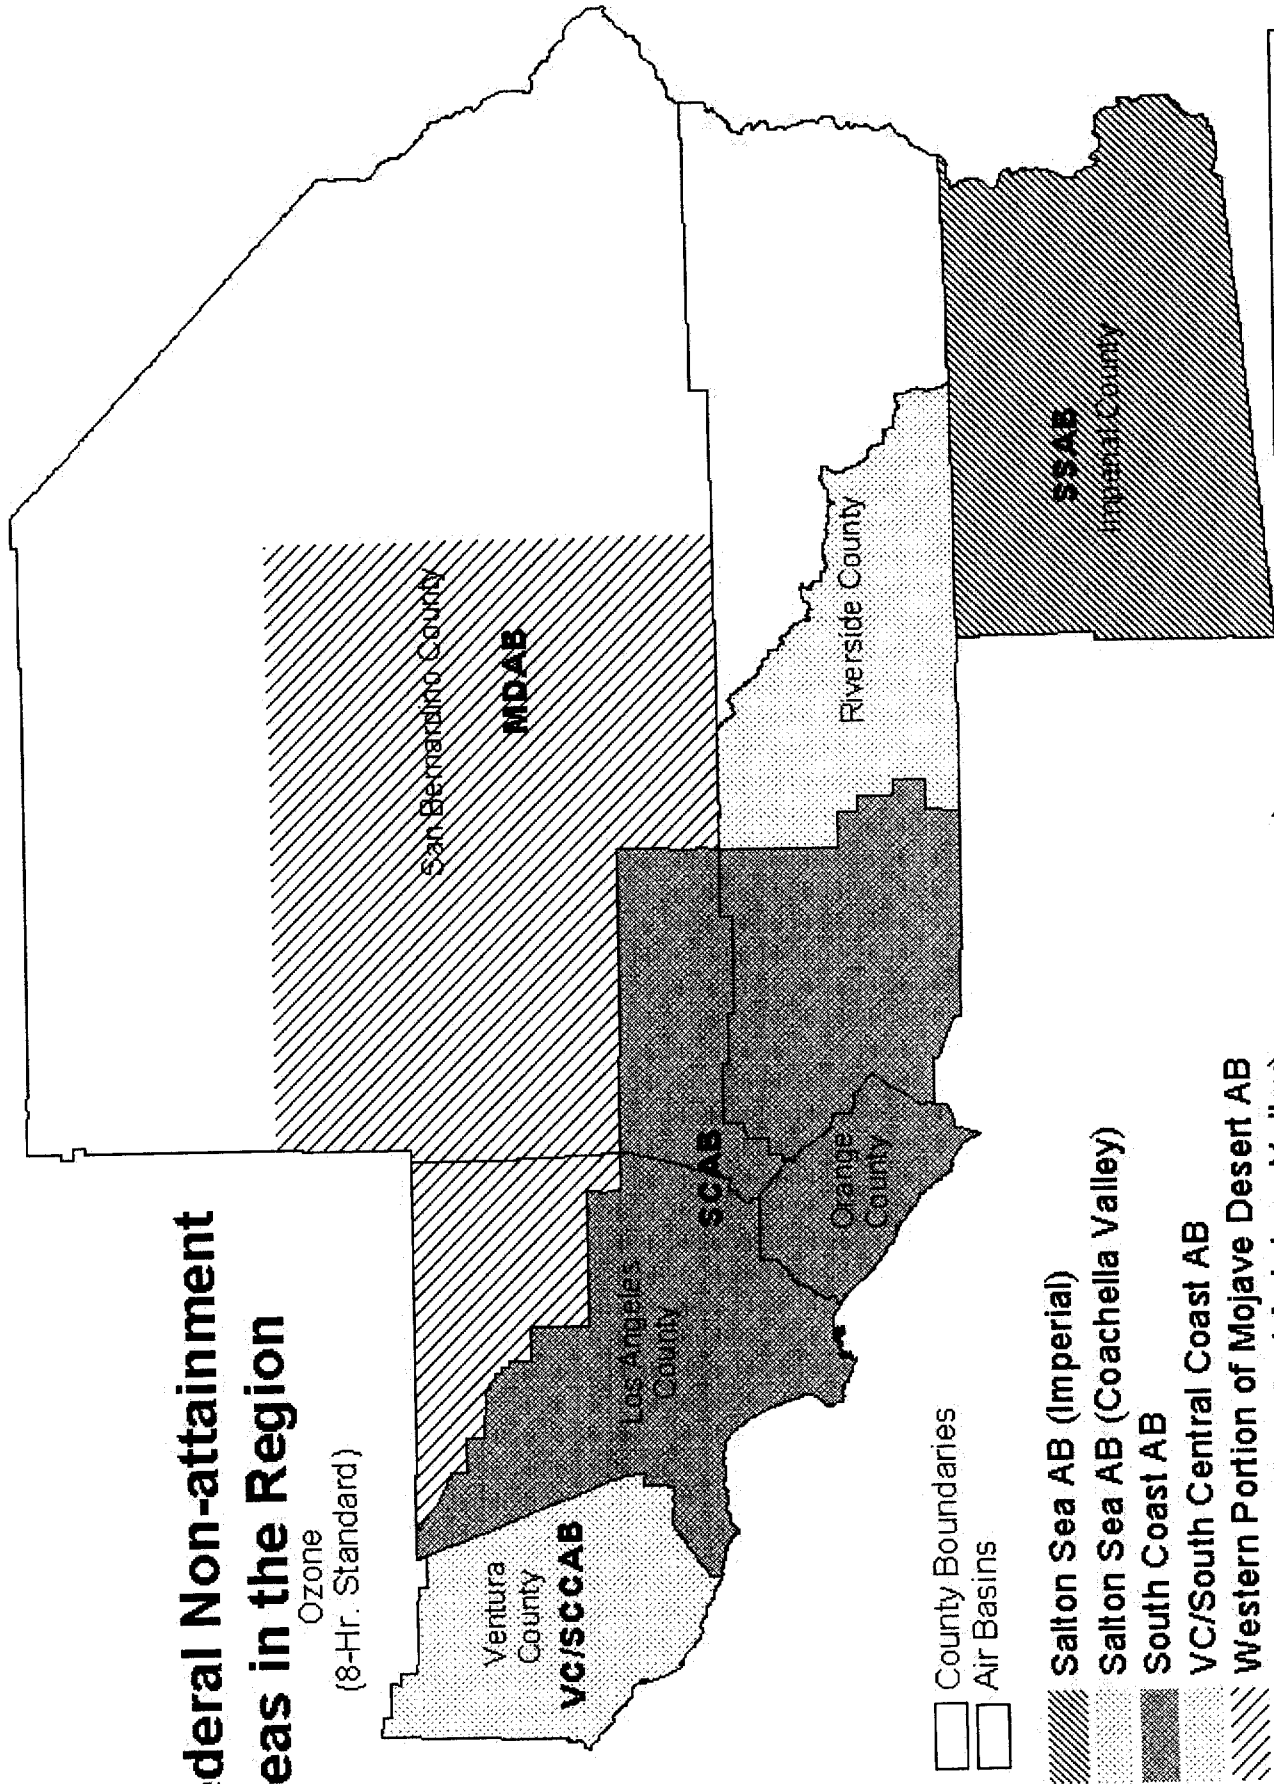 deral Non-attainment
eas in the Region
Ozone
(8-Hr. Standard)
San Bernardino County
MDAB
Ventura
County
VC/SCCAB
Los Angeles
County
SCAB
Orange
County
Riverside County
SSAB
Imperial County
County Boundaries
Air Basins
Salton Sea AB (Imperial)
Salton Sea AB (Coachella Valley)
South Coast AB
VC/South Central Coast AB
Western Portion of Mojave Desert AB